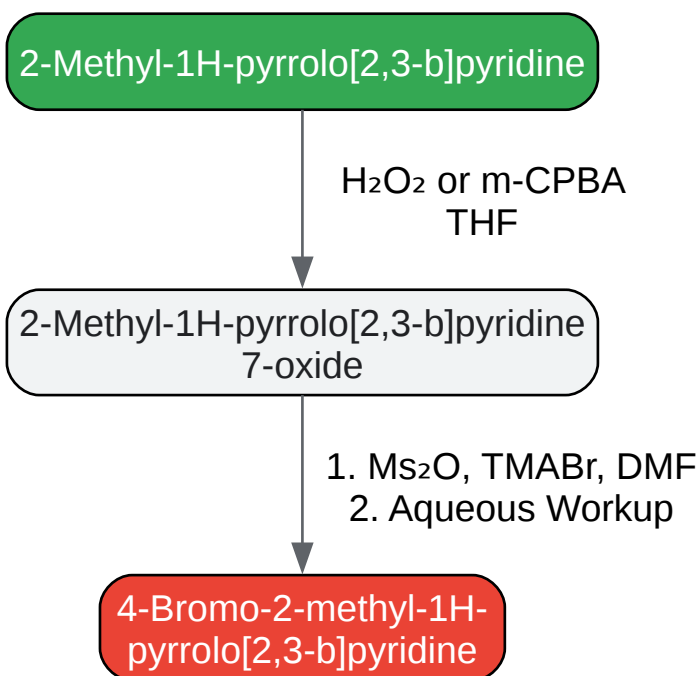 2-Methyl-1H-pyrrolo[2,3-b]pyridine
H₂O₂ or m-CPBA
THF
2-Methyl-1H-pyrrolo[2,3-b]pyridine
7-oxide
1. Ms₂O, TMABr, DMF
2. Aqueous Workup
4-Bromo-2-methyl-1H-
pyrrolo[2,3-b]pyridine